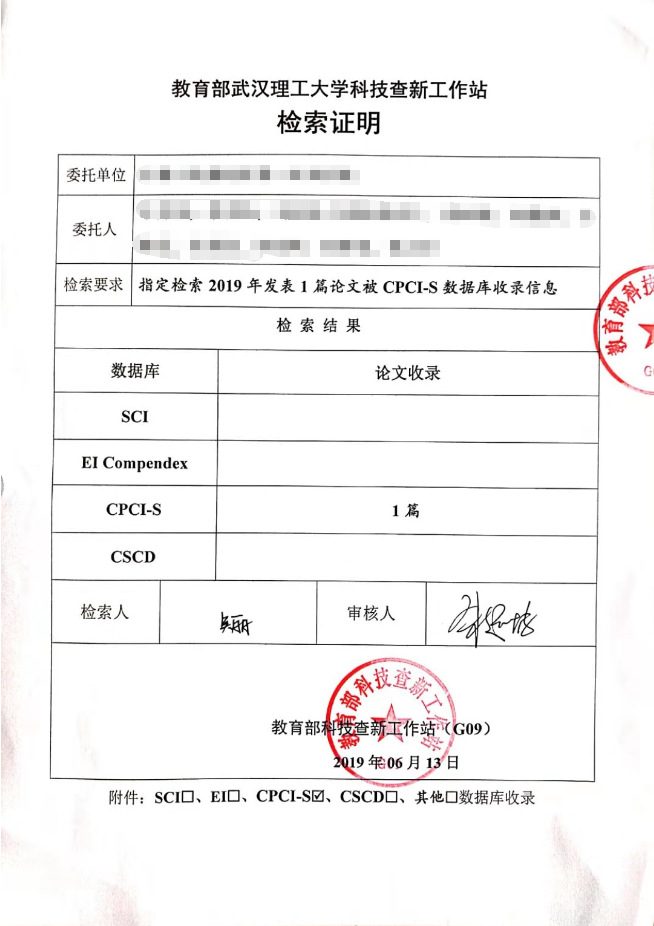 教育部武汉理工大学科技查新工作站
检索证明
委托单位
委托人
检索要求 指定检索 2019 年发表 1 篇论文被 CPCI-S 数据库收录信息
检 索 结 果
数据库 论文收录
SCI
EI Compendex
CPCI-S 1 篇
CSCD
检索人 吴丽 审核人
教育部科技查新工作站
教育部科技查新工作站（G09）
2019 年 06 月 13 日
附件：SCI□、EI□、CPCI-S☑、CSCD□、其他□数据库收录
教育部科技